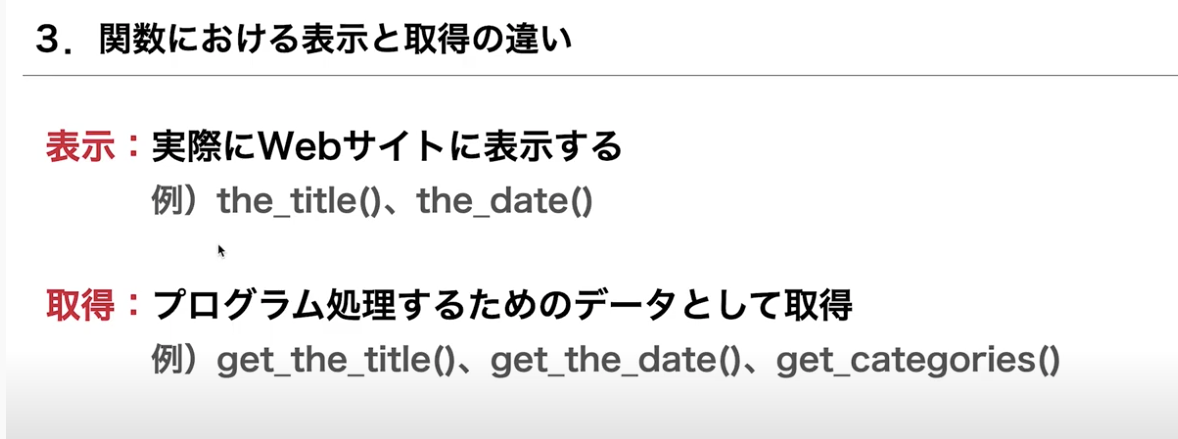 3．関数における表示と取得の違い
表示：実際にWebサイトに表示する
例）the_title()、the_date()
取得：プログラム処理するためのデータとして取得
例）get_the_title()、get_the_date()、get_categories()